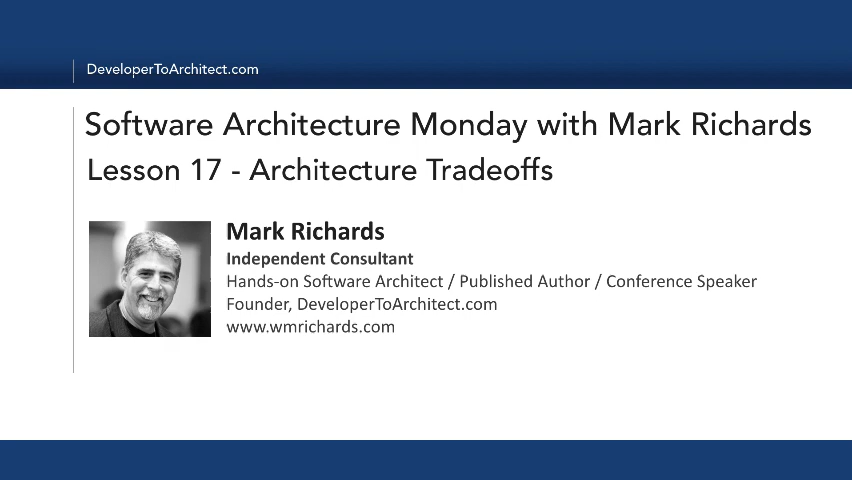 DeveloperToArchitect.com
Software Architecture Monday with Mark Richards
Lesson 17 - Architecture Tradeoffs
Mark Richards
Independent Consultant
Hands-on Software Architect / Published Author / Conference Speaker
Founder, DeveloperToArchitect.com
www.wmrichards.com